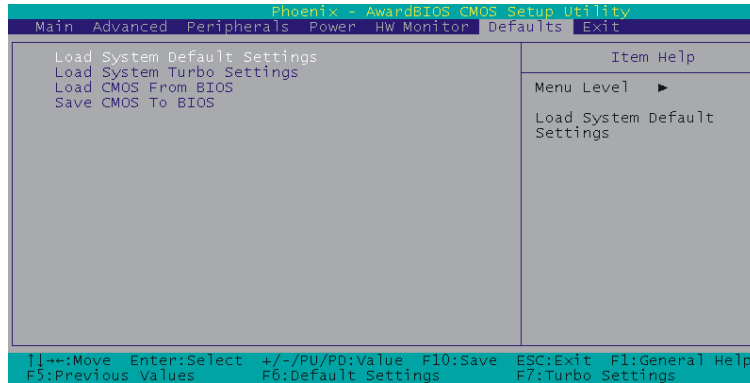 Phoenix - AwardBIOS CMOS Setup Utility
Main Advanced Peripherals Power HW Monitor Defaults Exit
Load System Default Settings
Load System Turbo Settings
Load CMOS From BIOS
Save CMOS To BIOS
Item Help
Menu Level ►
Load System Default
Settings
↑↓→←:Move Enter:Select +/-/PU/PD:Value F10:Save ESC:Exit F1:General Help
F5:Previous Values F6:Default Settings F7:Turbo Settings